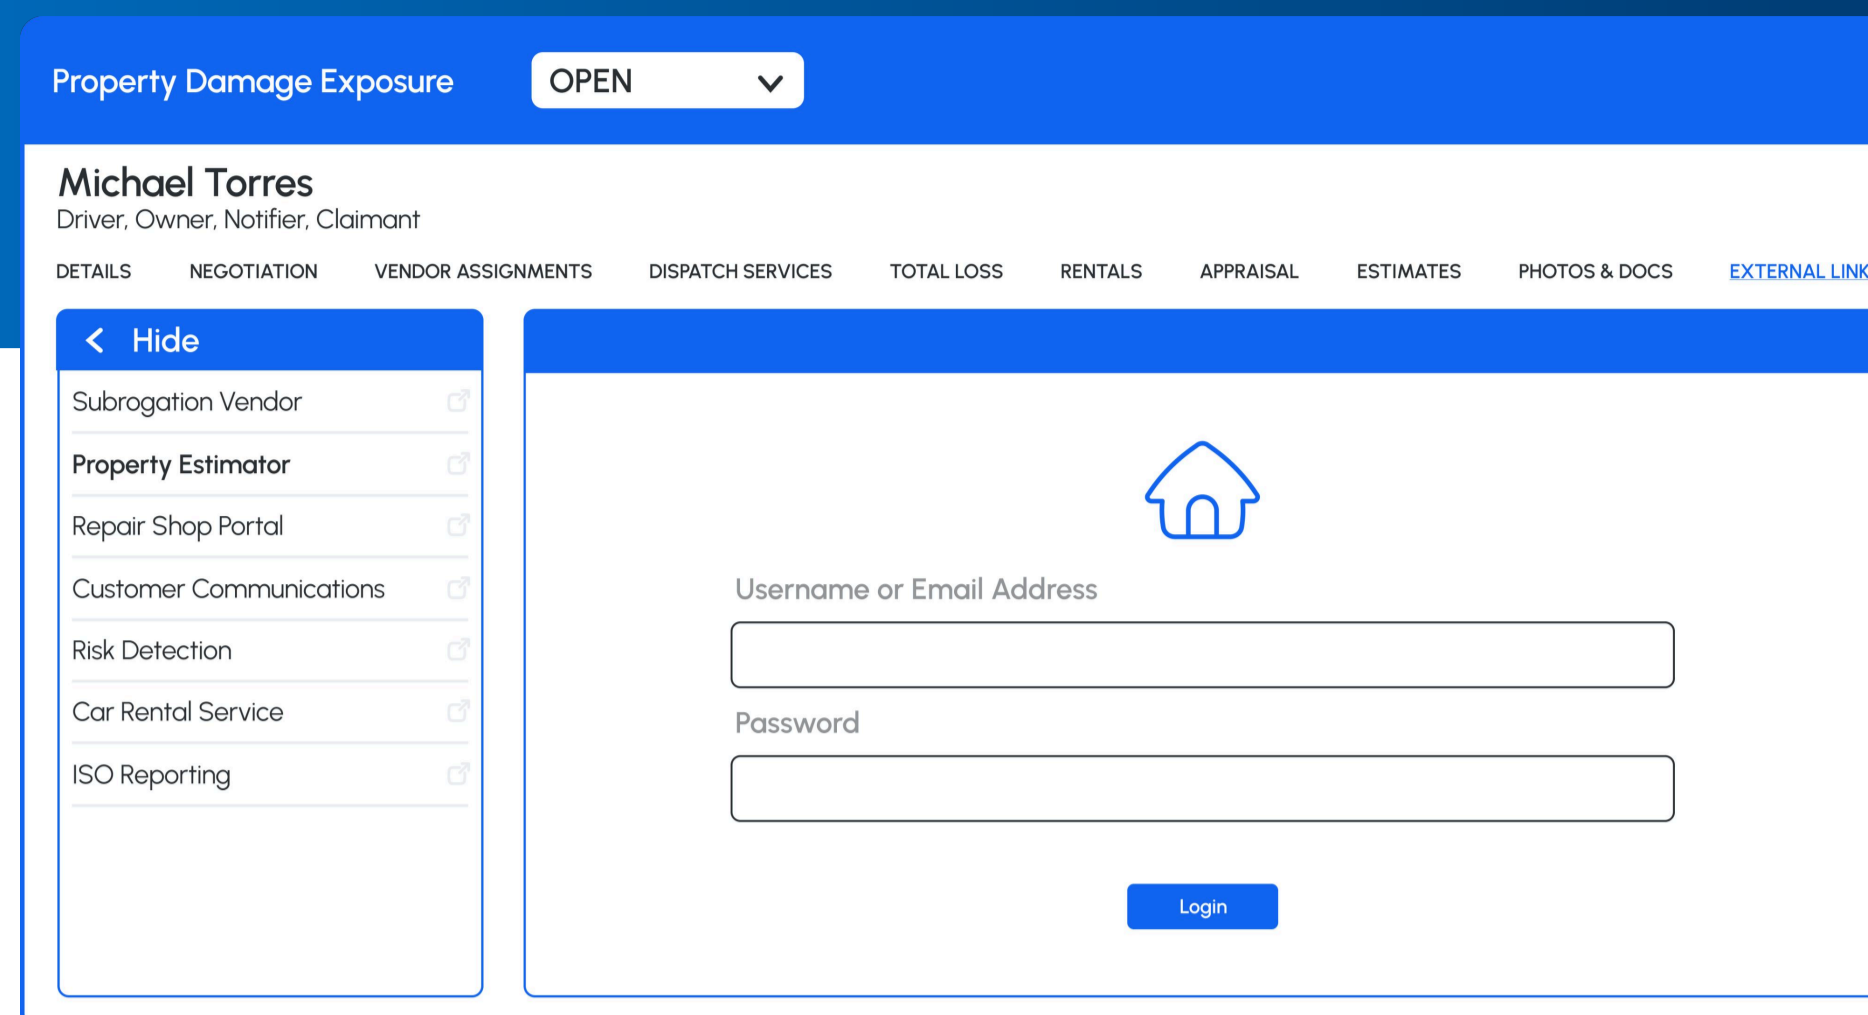 Property Damage Exposure
OPEN
Michael Torres
Driver, Owner, Notifier, Claimant
DETAILS NEGOTIATION VENDOR ASSIGNMENTS DISPATCH SERVICES TOTAL LOSS RENTALS APPRAISAL ESTIMATES PHOTOS & DOCS EXTERNAL LINK
Hide
Subrogation Vendor
Property Estimator
Repair Shop Portal
Customer Communications
Risk Detection
Car Rental Service
ISO Reporting
Username or Email Address
Password
Login